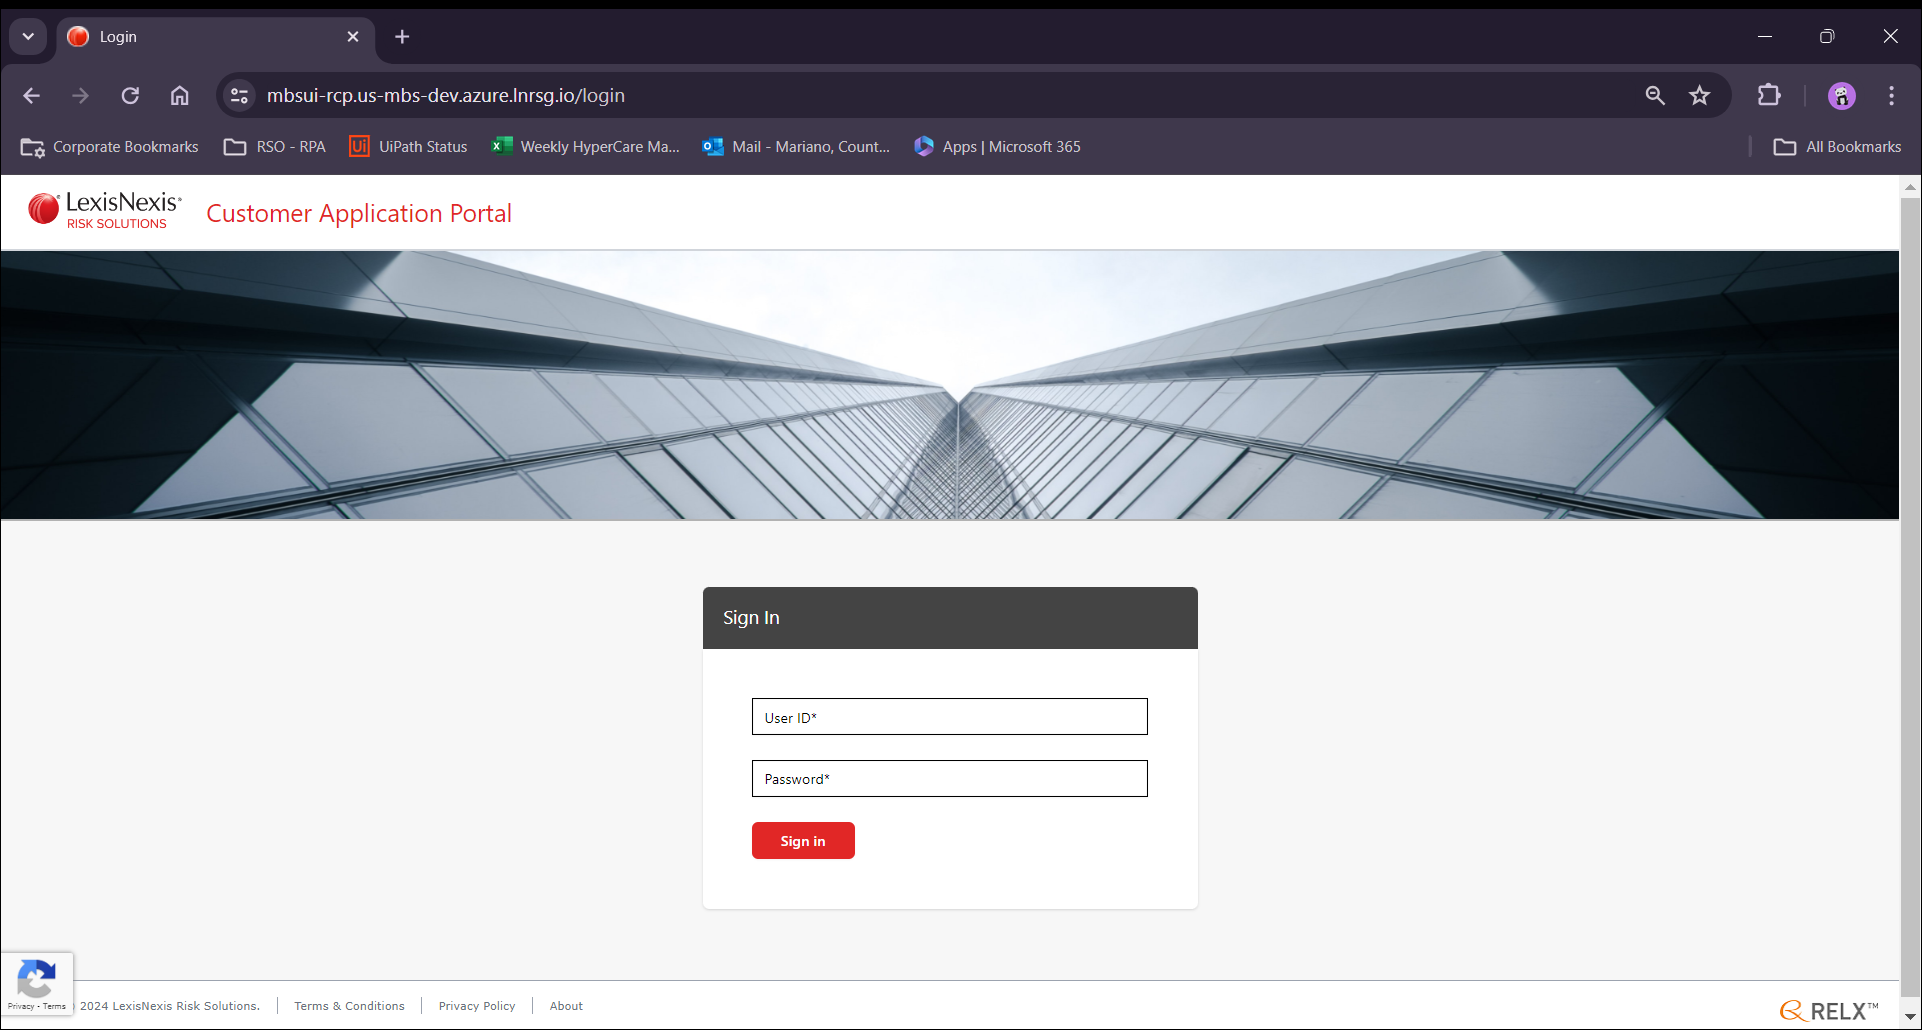 Login
mbsui-rcp.us-mbs-dev.azure.lnrsg.io/login
Corporate Bookmarks RSO - RPA Ui UiPath Status Weekly HyperCare Ma... Mail - Mariano, Count... Apps | Microsoft 365 All Bookmarks
LexisNexis®
RISK SOLUTIONS
Customer Application Portal
Sign In
User ID*
Password*
Sign in
Privacy - Terms
2024 LexisNexis Risk Solutions. Terms & Conditions Privacy Policy About
RELX™